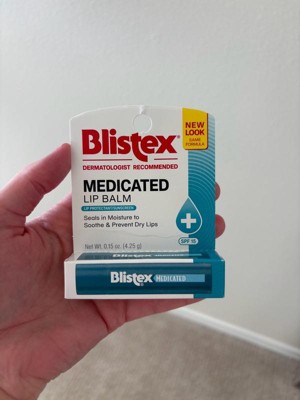 NEW
LOOK
SAME
FORMULA
Blistex®
DERMATOLOGIST RECOMMENDED
MEDICATED
LIP BALM
LIP PROTECTANT/SUNSCREEN
Seals in Moisture to
Soothe & Prevent Dry Lips
SPF 15
Net Wt. 0.15 oz. (4.25 g)
Blistex MEDICATED